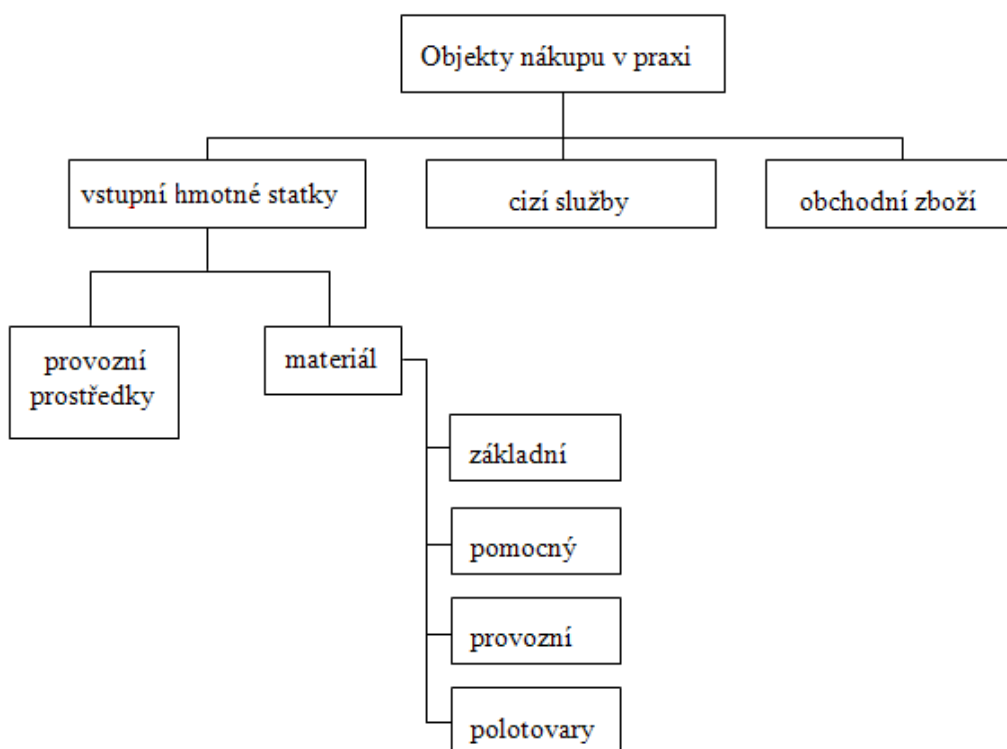 Objekty nákupu v praxi
vstupní hmotné statky
cizí služby
obchodní zboží
provozní
prostředky
materiál
základní
pomocný
provozní
polotovary